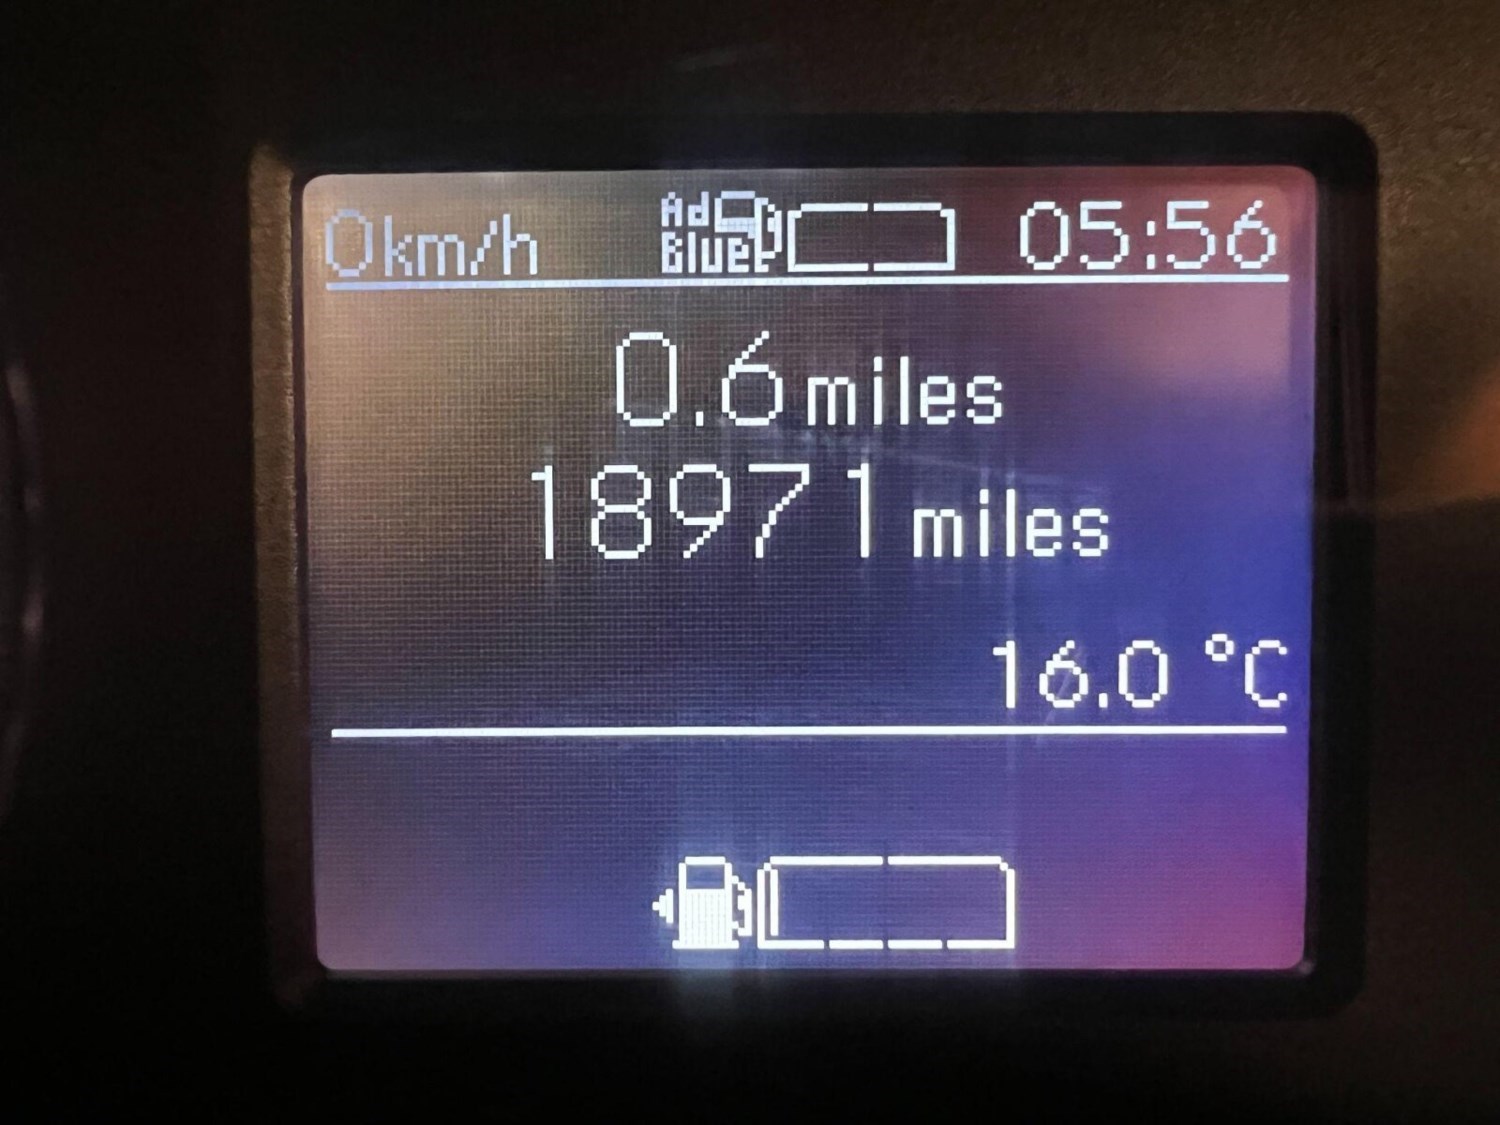 0km/h Ad Blue 05:56
0.6 miles
18971 miles
16.0 °C